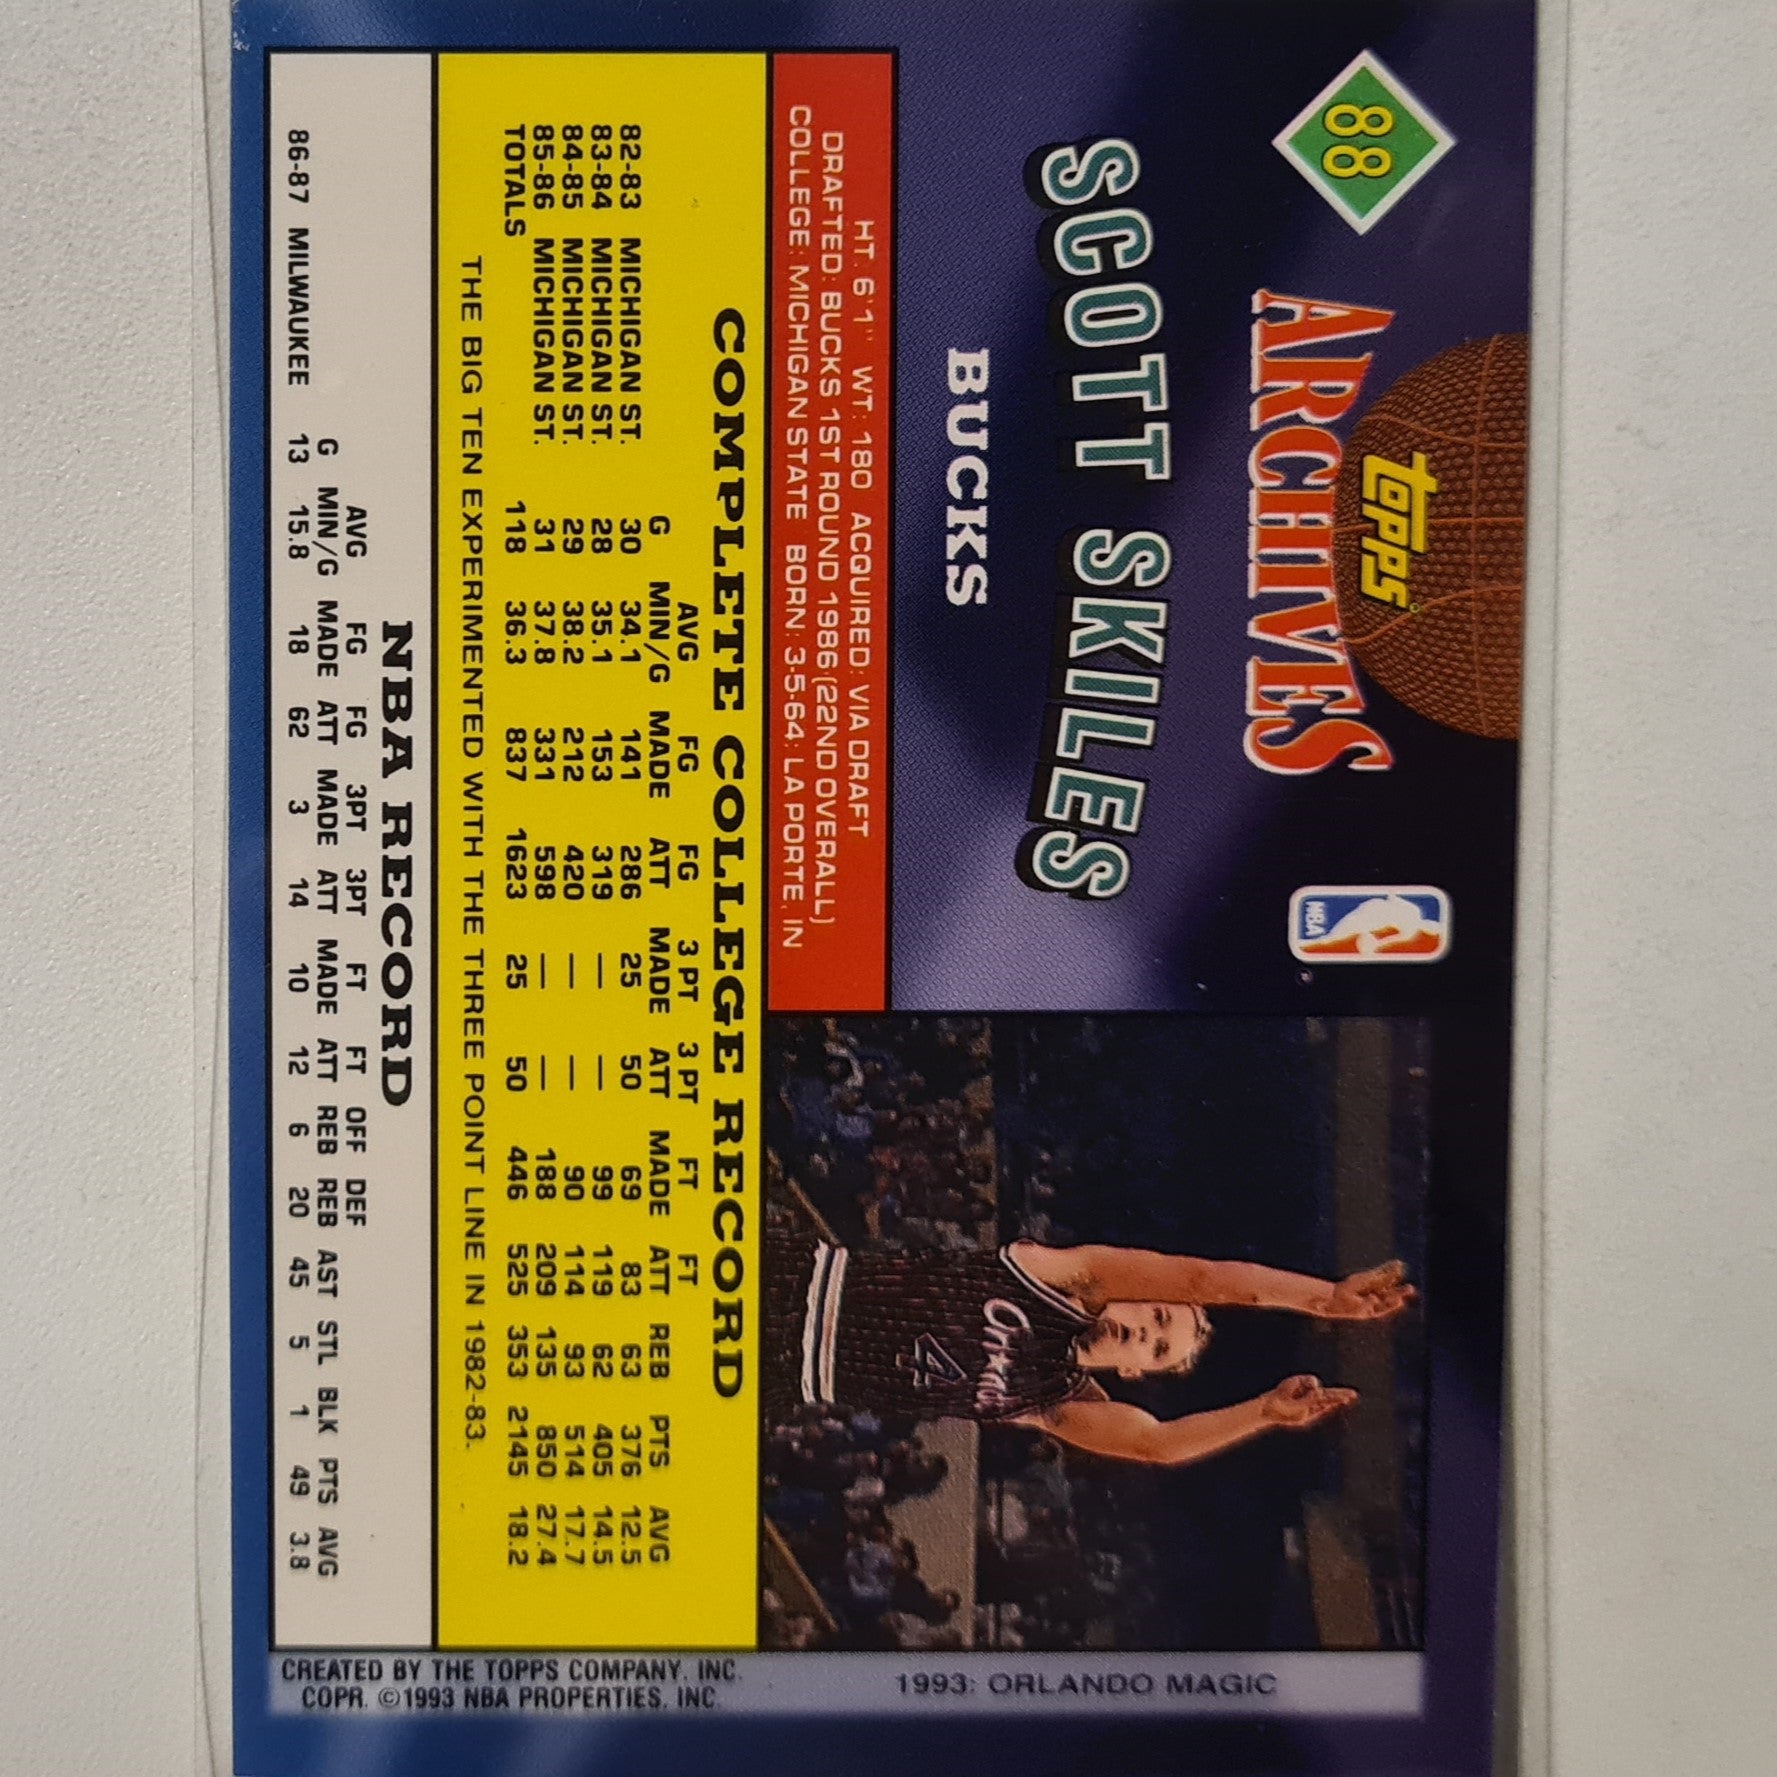 88
topps
ARCHIVES
NBA
SCOTT SKILES
BUCKS
HT: 6'1" WT: 180 ACQUIRED: VIA DRAFT
DRAFTED: BUCKS 1ST ROUND 1986 (22ND OVERALL)
COLLEGE: MICHIGAN STATE BORN: 3-5-64: LA PORTE, IN
Orlando
4
1993: ORLANDO MAGIC
COMPLETE COLLEGE RECORD
AVG FG FG 3 PT 3 PT FT FT
G MIN/G MADE ATT MADE ATT MADE ATT REB PTS AVG
82-83 MICHIGAN ST. 30 34.1 141 286 25 50 69 83 63 376 12.5
83-84 MICHIGAN ST. 28 35.1 153 319 — — 99 119 62 405 14.5
84-85 MICHIGAN ST. 29 38.2 212 420 — — 90 114 93 514 17.7
85-86 MICHIGAN ST. 31 37.8 331 598 — — 188 209 135 850 27.4
TOTALS 118 36.3 837 1623 25 50 446 525 353 2145 18.2
THE BIG TEN EXPERIMENTED WITH THE THREE POINT LINE IN 1982-83.
NBA RECORD
AVG FG FG 3PT 3PT FT FT OFF DEF
G MIN/G MADE ATT MADE ATT MADE ATT REB REB AST STL BLK PTS AVG
86-87 MILWAUKEE 13 15.8 18 62 3 14 10 12 6 20 45 5 1 49 3.8
CREATED BY THE TOPPS COMPANY, INC.
COPR. ©1993 NBA PROPERTIES, INC.